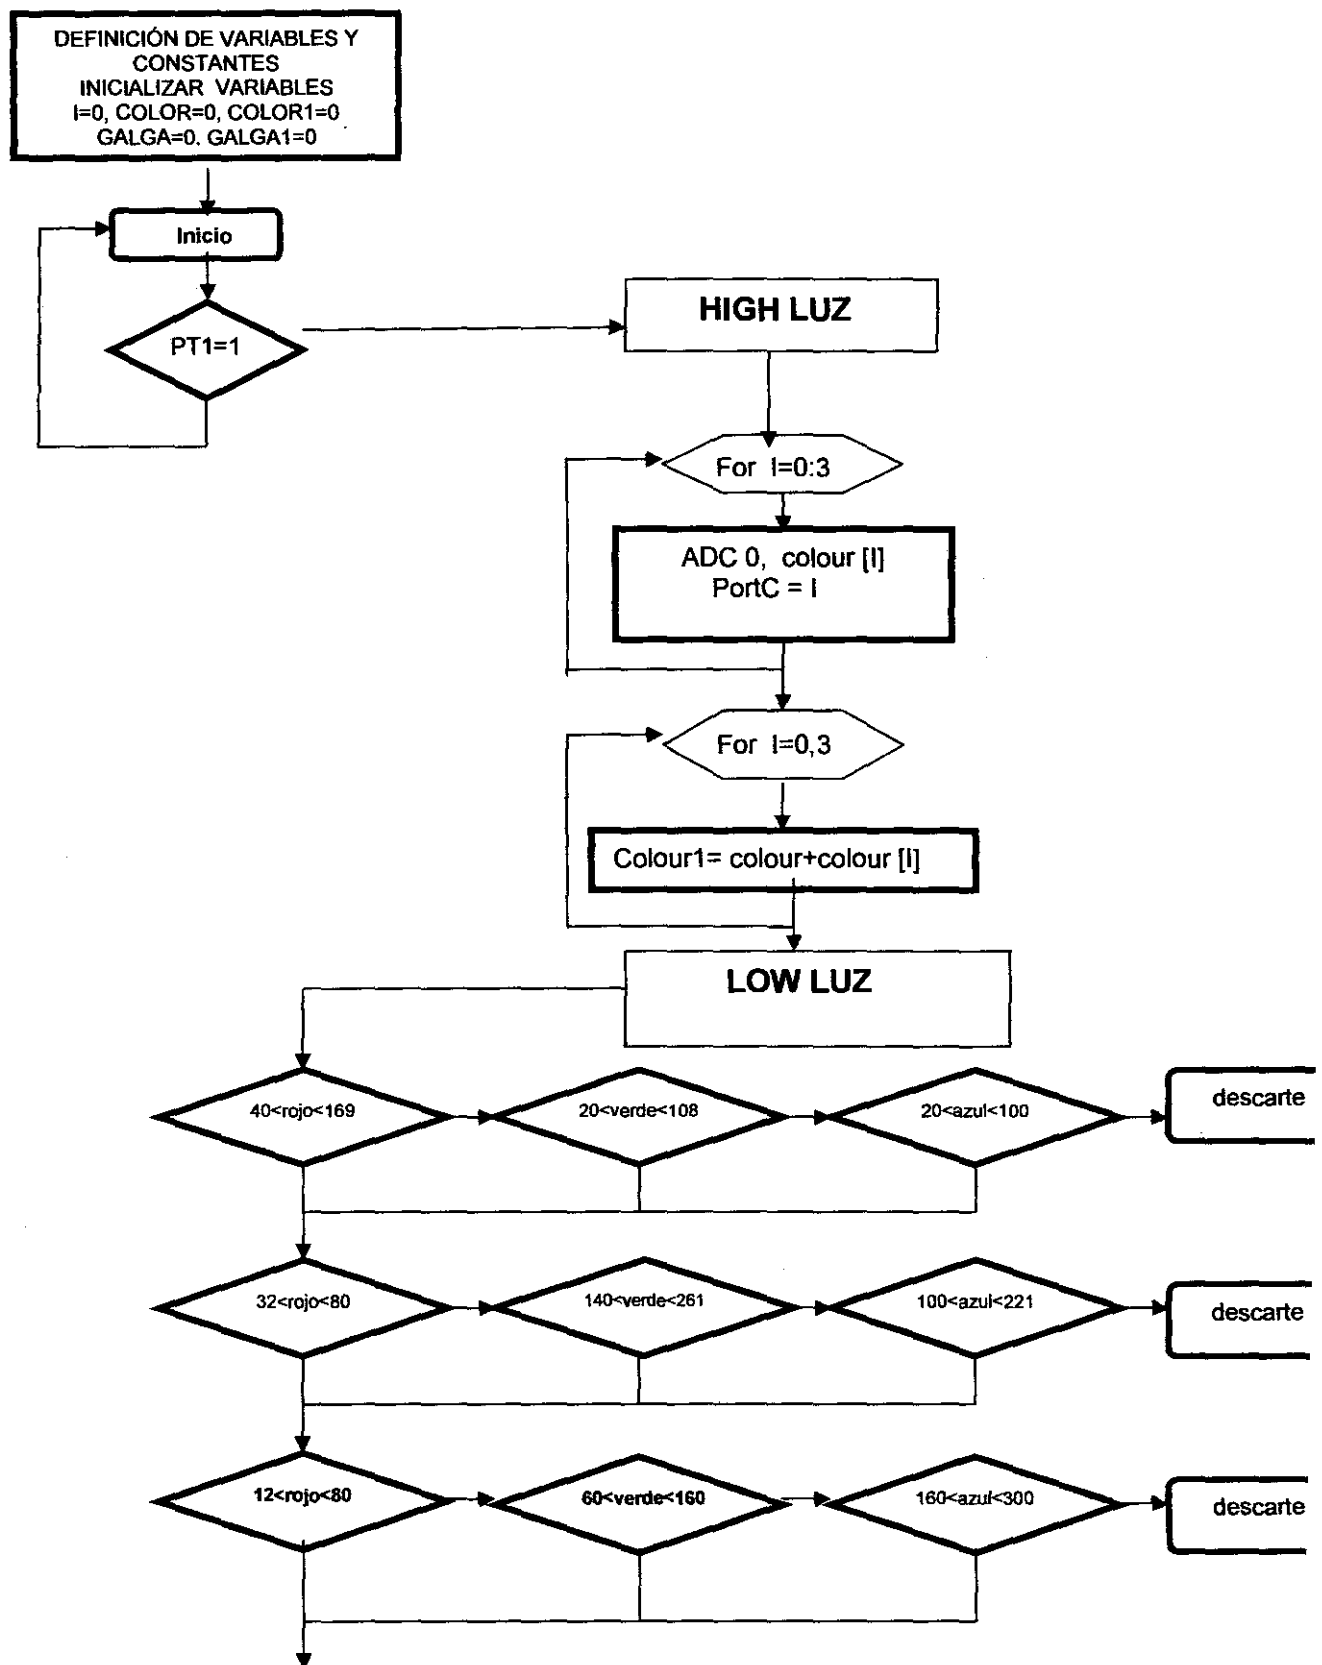 DEFINICIÓN DE VARIABLES Y
CONSTANTES
INICIALIZAR VARIABLES
I=0, COLOR=0, COLOR1=0
GALGA=0. GALGA1=0
Inicio
PT1=1
HIGH LUZ
For I=0:3
ADC 0, colour [I]
PortC = I
For I=0,3
Colour1= colour+colour [I]
LOW LUZ
40<rojo<169
20<verde<108
20<azul<100
descarte
32<rojo<80
140<verde<261
100<azul<221
descarte
12<rojo<80
60<verde<160
160<azul<300
descarte